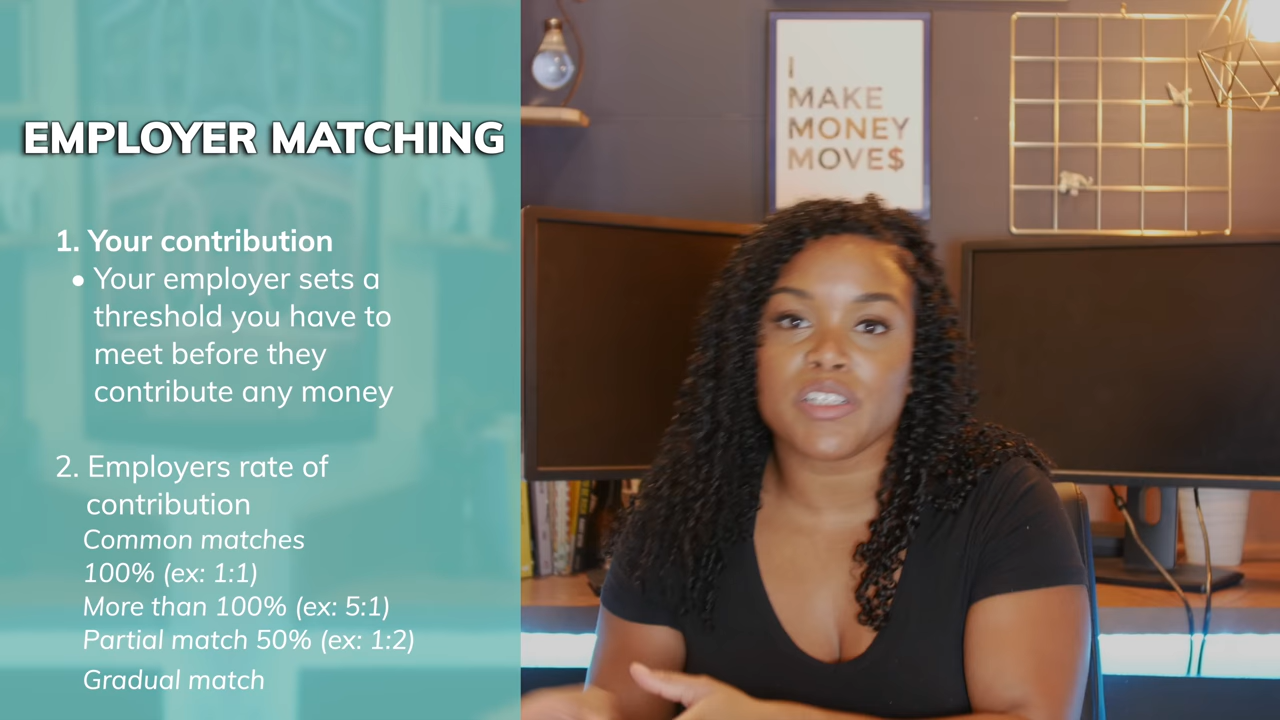 EMPLOYER MATCHING
1. Your contribution
• Your employer sets a
threshold you have to
meet before they
contribute any money
2. Employers rate of
contribution
Common matches
100% (ex: 1:1)
More than 100% (ex: 5:1)
Partial match 50% (ex: 1:2)
Gradual match
I
MAKE
MONEY
MOVE$